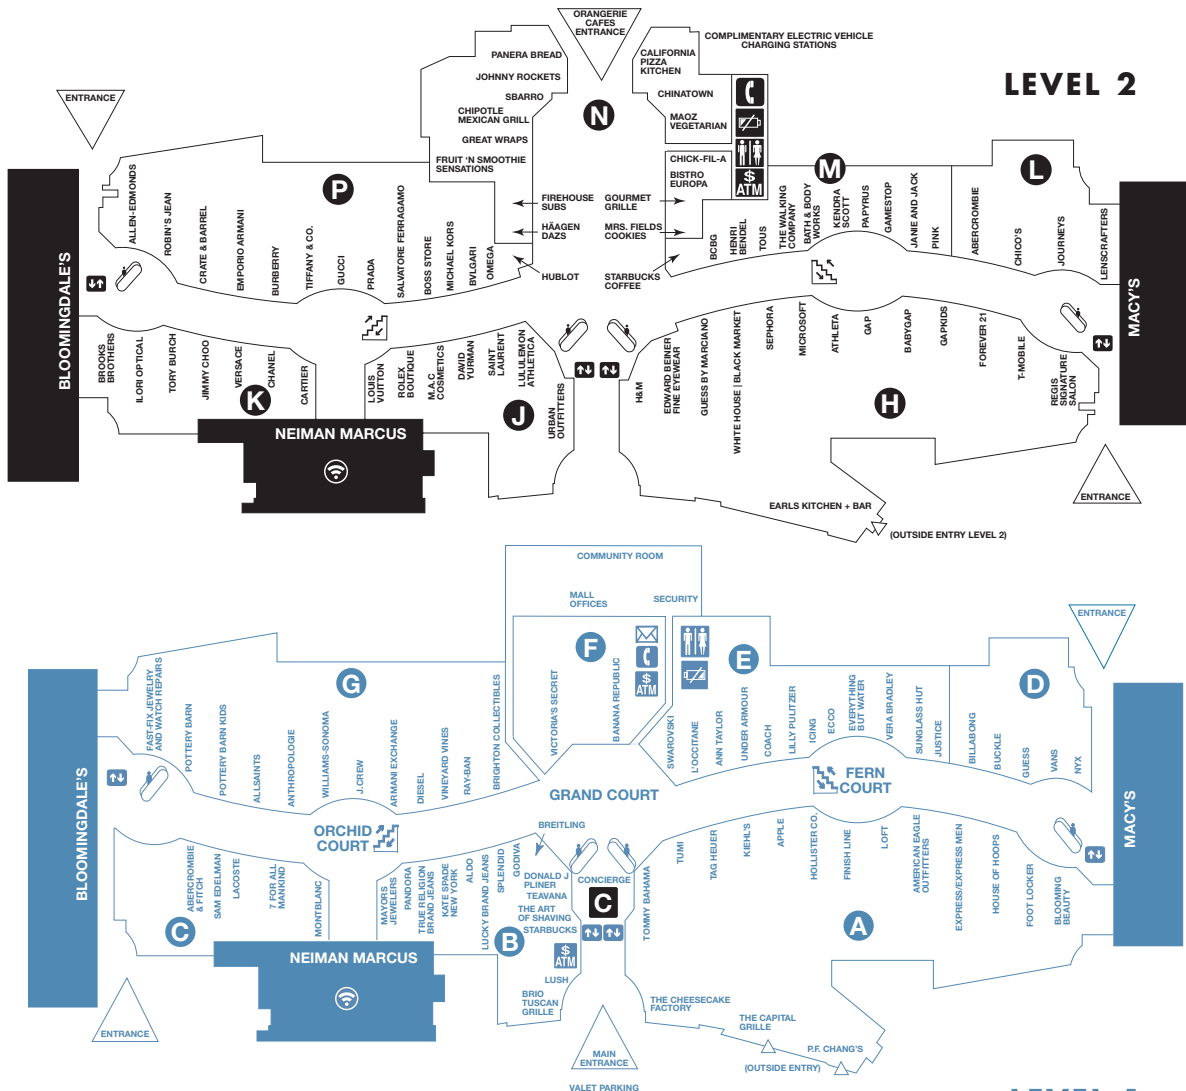 ORANGERIE
CAFES
ENTRANCE
COMPLIMENTARY ELECTRIC VEHICLE
CHARGING STATIONS
LEVEL 2
ENTRANCE
PANERA BREAD
JOHNNY ROCKETS
SBARRO
CHIPOTLE
MEXICAN GRILL
GREAT WRAPS
FRUIT 'N SMOOTHIE
SENSATIONS
N
CALIFORNIA
PIZZA
KITCHEN
CHINATOWN
MAOZ
VEGETARIAN
CHICK-FIL-A
BISTRO
EUROPA
$
ATM
FIREHOUSE
SUBS
HÄAGEN
DAZS
HUBLOT
GOURMET
GRILLE
MRS. FIELDS
COOKIES
STARBUCKS
COFFEE
BLOOMINGDALE'S
P
ALLEN-EDMONDS
ROBIN'S JEAN
CRATE & BARREL
EMPORIO ARMANI
BURBERRY
TIFFANY & CO.
GUCCI
PRADA
SALVATORE FERRAGAMO
BOSS STORE
MICHAEL KORS
BVLGARI
OMEGA
M
BCBG
HENRI
BENDEL
TOUS
THE WALKING
COMPANY
BATH & BODY
WORKS
KENDRA
SCOTT
PAPYRUS
GAMESTOP
JANIE AND JACK
PINK
L
ABERCROMBIE
CHICO'S
JOURNEYS
LENSCRAFTERS
MACY'S
BROOKS
BROTHERS
ILORI OPTICAL
TORY BURCH
JIMMY CHOO
VERSACE
CHANEL
CARTIER
K
NEIMAN MARCUS
LOUIS
VUITTON
ROLEX
BOUTIQUE
M.A.C
COSMETICS
DAVID
YURMAN
SAINT
LAURENT
LULULEMON
ATHLETICA
URBAN
OUTFITTERS
J
H&M
EDWARD BEINER
FINE EYEWEAR
GUESS BY MARCIANO
WHITE HOUSE | BLACK MARKET
SEPHORA
MICROSOFT
ATHLETA
GAP
BABYGAP
GAPKIDS
FOREVER 21
T-MOBILE
REGIS
SIGNATURE
SALON
H
ENTRANCE
EARLS KITCHEN + BAR
(OUTSIDE ENTRY LEVEL 2)
COMMUNITY ROOM
MALL
OFFICES
SECURITY
ENTRANCE
F
VICTORIA'S SECRET
BANANA REPUBLIC
$
ATM
E
SWAROVSKI
L'OCCITANE
ANN TAYLOR
UNDER ARMOUR
COACH
LILLY PULITZER
ICING
ECCO
EVERYTHING
BUT WATER
VERA BRADLEY
SUNGLASS HUT
JUSTICE
D
BILLABONG
BUCKLE
GUESS
VANS
NYX
BLOOMINGDALE'S
G
FAST-FIX JEWELRY
AND WATCH REPAIRS
POTTERY BARN
POTTERY BARN KIDS
ALLSAINTS
ANTHROPOLOGIE
WILLIAMS-SONOMA
J.CREW
ARMANI EXCHANGE
DIESEL
VINEYARD VINES
RAY-BAN
BRIGHTON COLLECTIBLES
GRAND COURT
FERN
COURT
ORCHID
COURT
MACY'S
ABERCROMBIE
& FITCH
SAM EDELMAN
LACOSTE
7 FOR ALL
MANKIND
MONTBLANC
C
NEIMAN MARCUS
MAYORS
JEWELERS
PANDORA
TRUE RELIGION
BRAND JEANS
KATE SPADE
NEW YORK
ALDO
LUCKY BRAND JEANS
SPLENDID
GODIVA
BREITLING
DONALD J
PLINER
TEAVANA
THE ART
OF SHAVING
STARBUCKS
B
$
ATM
LUSH
BRIO
TUSCAN
GRILLE
CONCIERGE
C
TOMMY BAHAMA
TUMI
TAG HEUER
KIEHL'S
APPLE
HOLLISTER CO.
FINISH LINE
LOFT
AMERICAN EAGLE
OUTFITTERS
EXPRESS/EXPRESS MEN
HOUSE OF HOOPS
FOOT LOCKER
BLOOMING
BEAUTY
A
ENTRANCE
MAIN
ENTRANCE
VALET PARKING
THE CHEESECAKE
FACTORY
THE CAPITAL
GRILLE
P.F. CHANG'S
(OUTSIDE ENTRY)